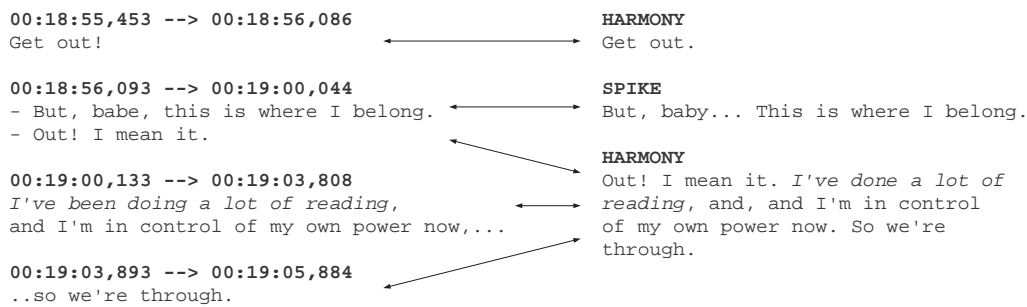 00:18:55,453 --> 00:18:56,086
Get out!
00:18:56,093 --> 00:19:00,044
- But, babe, this is where I belong.
- Out! I mean it.
00:19:00,133 --> 00:19:03,808
I've been doing a lot of reading,
and I'm in control of my own power now,...
00:19:03,893 --> 00:19:05,884
..so we're through.
HARMONY
Get out.
SPIKE
But, baby... This is where I belong.
HARMONY
Out! I mean it. I've done a lot of
reading, and, and I'm in control
of my own power now. So we're
through.